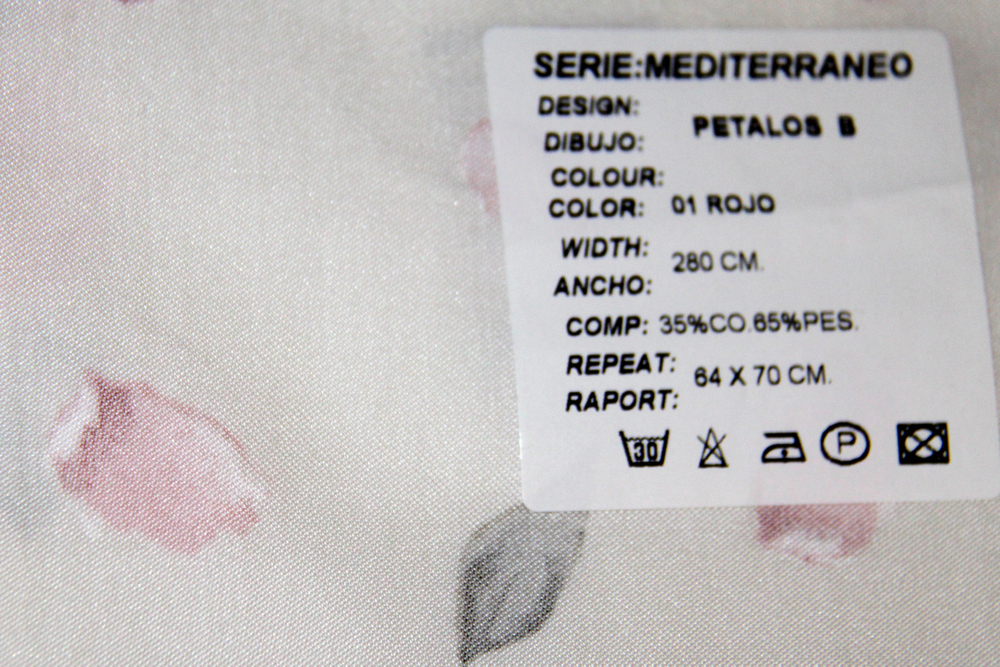 SERIE:MEDITERRANEO
DESIGN:
DIBUJO: PETALOS B
COLOUR:
COLOR: 01 ROJO
WIDTH:
ANCHO: 280 CM.
COMP: 35%CO.65%PES.
REPEAT:
RAPORT: 64 X 70 CM.
30 P